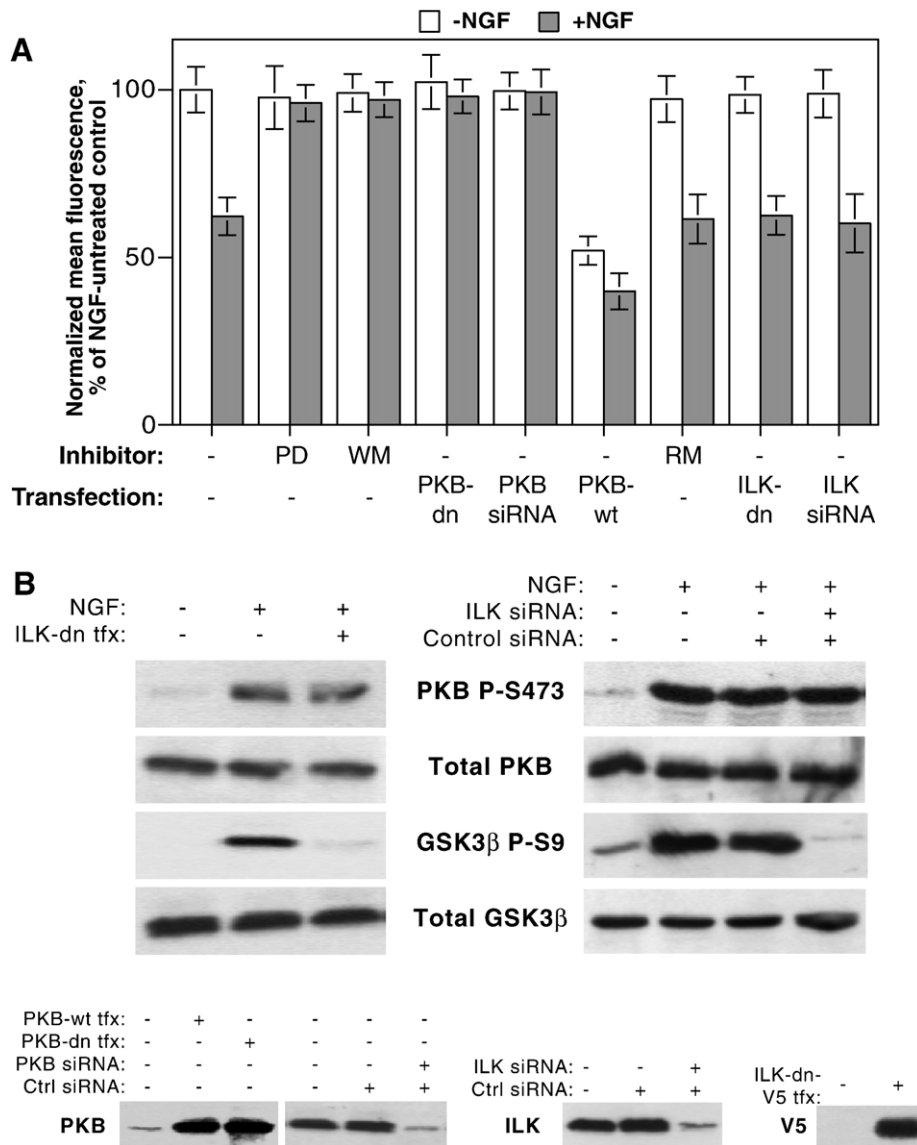 -NGF +NGF
A
Normalized mean fluorescence,
% of NGF-untreated control
100
50
0
Inhibitor: - PD WM - - - RM - -
Transfection: - - - PKB-dn PKB siRNA PKB-wt - ILK-dn ILK siRNA
B
NGF: - + +
ILK-dn tfx: - - +
NGF: - + + +
ILK siRNA: - - - +
Control siRNA: - - + +
PKB P-S473
Total PKB
GSK3β P-S9
Total GSK3β
PKB-wt tfx: - + - - - -
PKB-dn tfx: - - + - - -
PKB siRNA: - - - - - +
Ctrl siRNA: - - - - + +
PKB
ILK siRNA: - - +
Ctrl siRNA: - + +
ILK
ILK-dn-
V5 tfx: - +
V5